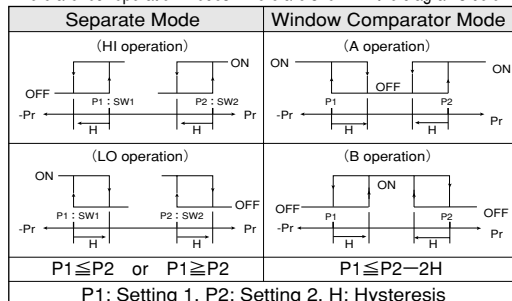 Separate Mode
Window Comparator Mode
(HI operation)
ON
OFF
P1 : SW1
P2 : SW2
-Pr
Pr
H
H
(A operation)
ON
ON
OFF
P1
P2
-Pr
Pr
H
H
(LO operation)
ON
OFF
P1 : SW1
P2 : SW2
-Pr
Pr
H
H
(B operation)
ON
OFF
OFF
P1
P2
-Pr
Pr
H
H
P1≦P2 or P1≧P2
P1≦P2−2H
P1: Setting 1, P2: Setting 2, H: Hysteresis